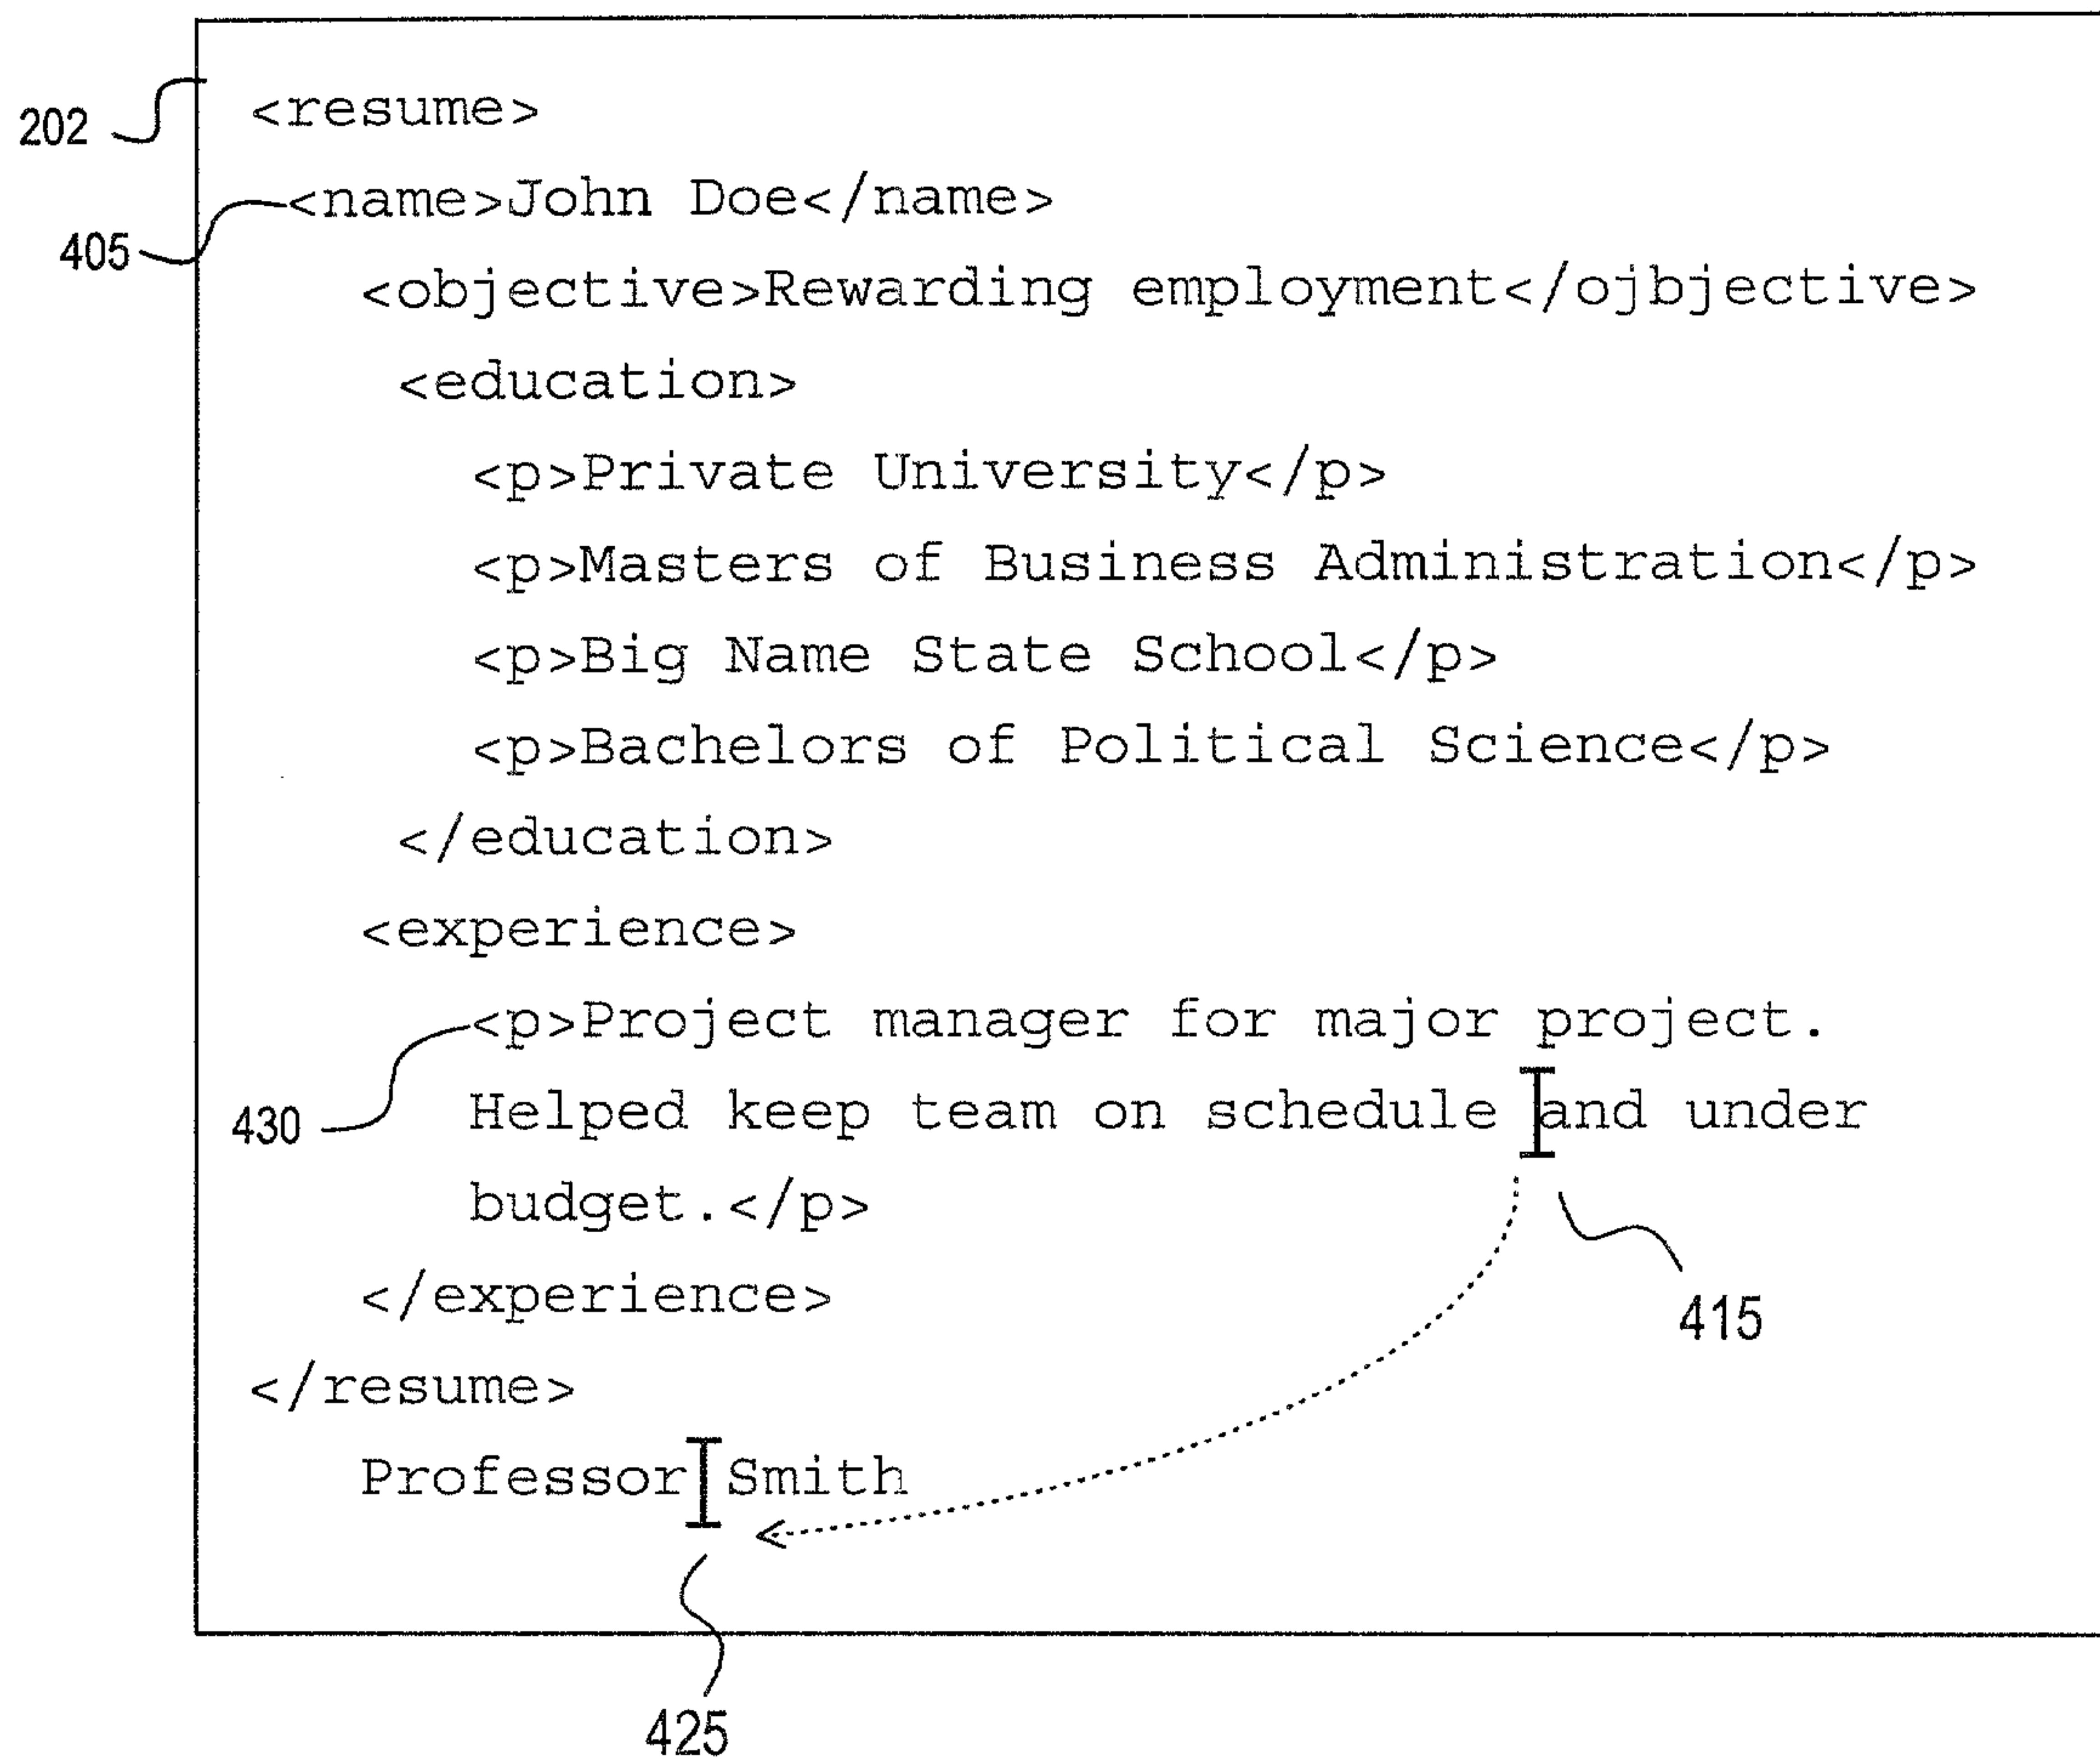 202
<resume>
405
<name>John Doe</name>
<objective>Rewarding employment</ojbjective>
<education>
<p>Private University</p>
<p>Masters of Business Administration</p>
<p>Big Name State School</p>
<p>Bachelors of Political Science</p>
</education>
<experience>
430
<p>Project manager for major project.
Helped keep team on schedule and under
budget.</p>
</experience>
415
</resume>
Professor Smith
425